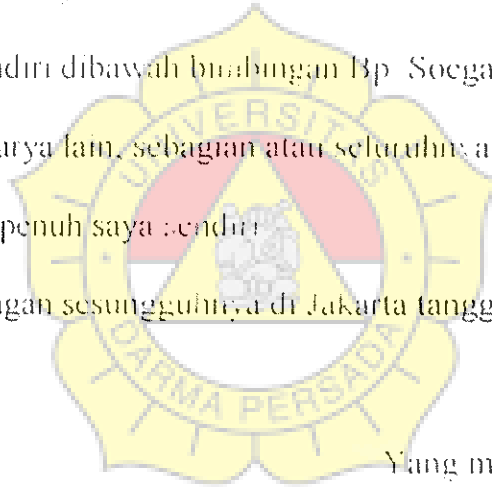 ndiri dibawah bimbingan Bp. Soega
arya lain, sebagian atau seluruhnya
penuh saya sendiri
gan sesungguhnya di Jakarta tangg
Yang m
UNIVERSITAS
DARMA PERSADA